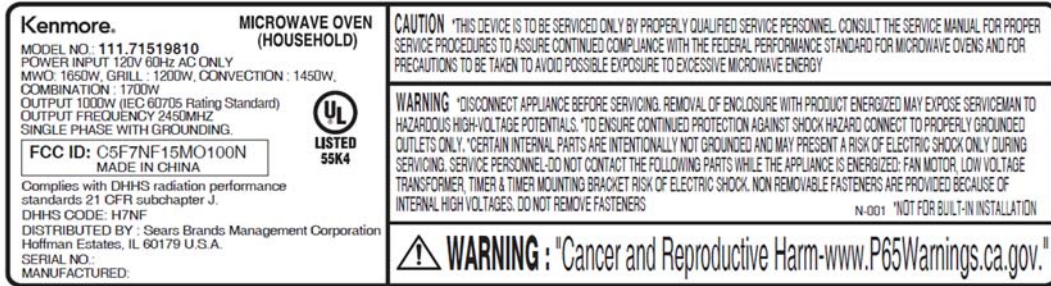 Kenmore.
MICROWAVE OVEN
(HOUSEHOLD)
MODEL NO.: 111.71519810
POWER INPUT 120V 60Hz AC ONLY
MWO: 1650W, GRILL : 1200W, CONVECTION : 1450W,
COMBINATION : 1700W
OUTPUT 1000W (IEC 60705 Rating Standard)
OUTPUT FREQUENCY 2450MHZ
SINGLE PHASE WITH GROUNDING.
UL
LISTED
55K4
FCC ID: C5F7NF15MO100N
MADE IN CHINA
Complies with DHHS radiation performance
standards 21 CFR subchapter J.
DHHS CODE: H7NF
DISTRIBUTED BY : Sears Brands Management Corporation
Hoffman Estates, IL 60179 U.S.A.
SERIAL NO.:
MANUFACTURED:
CAUTION *THIS DEVICE IS TO BE SERVICED ONLY BY PROPERLY QUALIFIED SERVICE PERSONNEL. CONSULT THE SERVICE MANUAL FOR PROPER
SERVICE PROCEDURES TO ASSURE CONTINUED COMPLIANCE WITH THE FEDERAL PERFORMANCE STANDARD FOR MICROWAVE OVENS AND FOR
PRECAUTIONS TO BE TAKEN TO AVOID POSSIBLE EXPOSURE TO EXCESSIVE MICROWAVE ENERGY
WARNING *DISCONNECT APPLIANCE BEFORE SERVICING. REMOVAL OF ENCLOSURE WITH PRODUCT ENERGIZED MAY EXPOSE SERVICEMAN TO
HAZARDOUS HIGH-VOLTAGE POTENTIALS. *TO ENSURE CONTINUED PROTECTION AGAINST SHOCK HAZARD CONNECT TO PROPERLY GROUNDED
OUTLETS ONLY. *CERTAIN INTERNAL PARTS ARE INTENTIONALLY NOT GROUNDED AND MAY PRESENT A RISK OF ELECTRIC SHOCK ONLY DURING
SERVICING. SERVICE PERSONNEL-DO NOT CONTACT THE FOLLOWING PARTS WHILE THE APPLIANCE IS ENERGIZED: FAN MOTOR, LOW VOLTAGE
TRANSFORMER, TIMER & TIMER MOUNTING BRACKET RISK OF ELECTRIC SHOCK. NON REMOVABLE FASTENERS ARE PROVIDED BECAUSE OF
INTERNAL HIGH VOLTAGES. DO NOT REMOVE FASTENERS
N-001 *NOT FOR BUILT-IN INSTALLATION
WARNING : "Cancer and Reproductive Harm-www.P65Warnings.ca.gov."